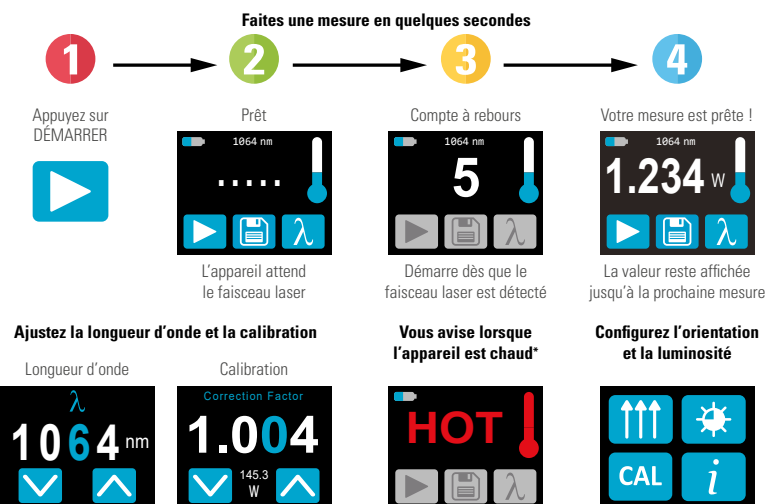 Faites une mesure en quelques secondes
1
2
3
4
Appuyez sur
DÉMARRER
Prêt
1064 nm
.....
λ
L'appareil attend
le faisceau laser
Compte à rebours
1064 nm
5
λ
Démarre dès que le
faisceau laser est détecté
Votre mesure est prête !
1064 nm
1.234 W
λ
La valeur reste affichée
jusqu'à la prochaine mesure
Ajustez la longueur d'onde et la calibration
Longueur d'onde
λ
1064 nm
Calibration
Correction Factor
1.004
145.3
W
Vous avise lorsque
l'appareil est chaud*
HOT
λ
Configurez l'orientation
et la luminosité
CAL
i